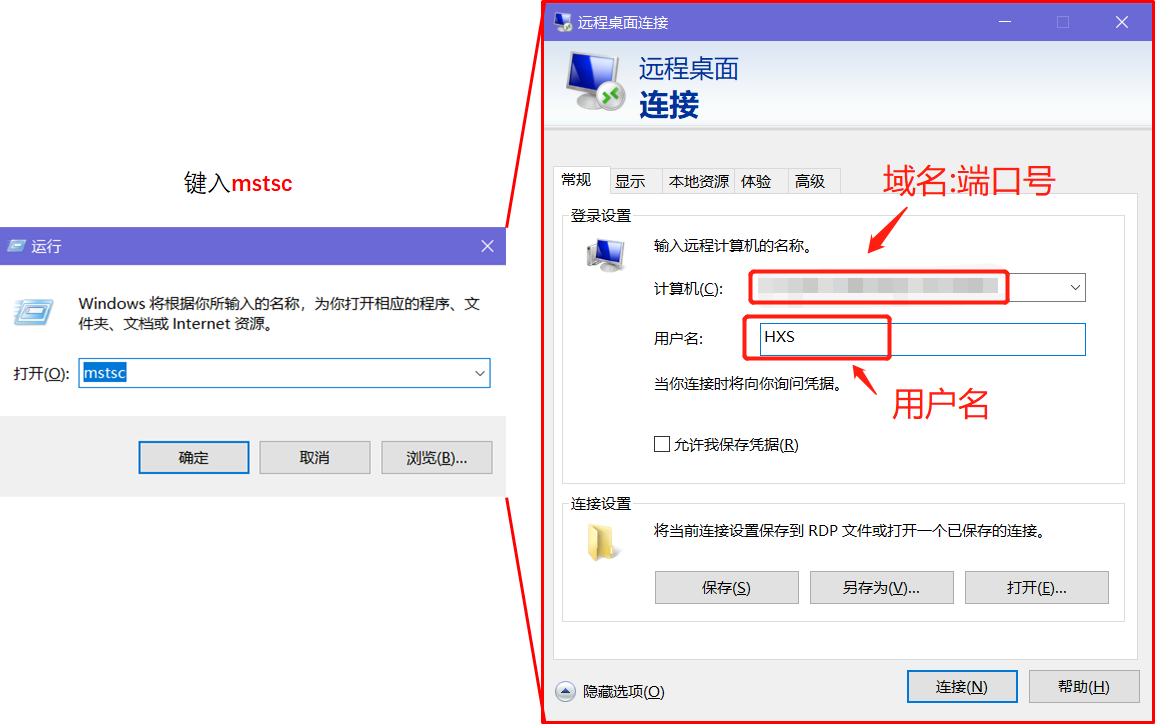 键入mstsc
运行
Windows 将根据你所输入的名称，为你打开相应的程序、文
件夹、文档或 Internet 资源。
打开(O):
mstsc
确定
取消
浏览(B)...
远程桌面连接
远程桌面
连接
常规
显示
本地资源
体验
高级
域名:端口号
登录设置
输入远程计算机的名称。
计算机(C):
用户名:
HXS
当你连接时将向你询问凭据。
用户名
允许我保存凭据(R)
连接设置
将当前连接设置保存到 RDP 文件或打开一个已保存的连接。
保存(S)
另存为(V)...
打开(E)...
隐藏选项(O)
连接(N)
帮助(H)